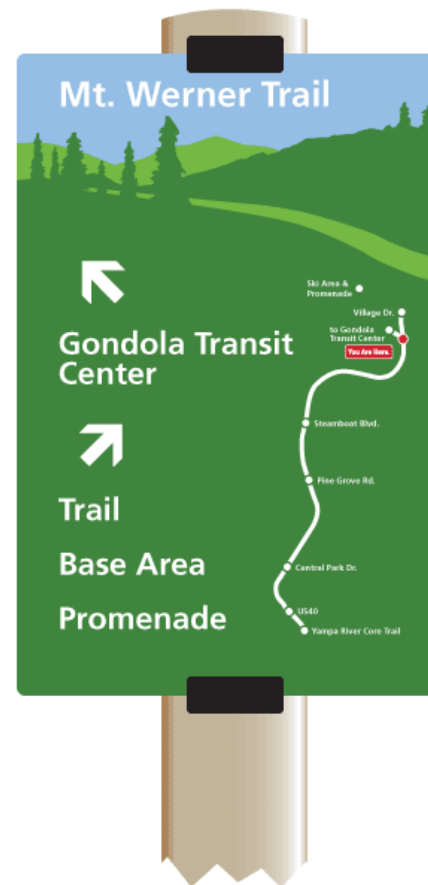 Mt. Werner Trail
Gondola Transit
Center
Trail
Base Area
Promenade
Ski Area &
Promenade
Village Dr.
to Gondola
Transit Center
You Are Here.
Steamboat Blvd.
Pine Grove Rd.
Central Park Dr.
US40
Yampa River Core Trail